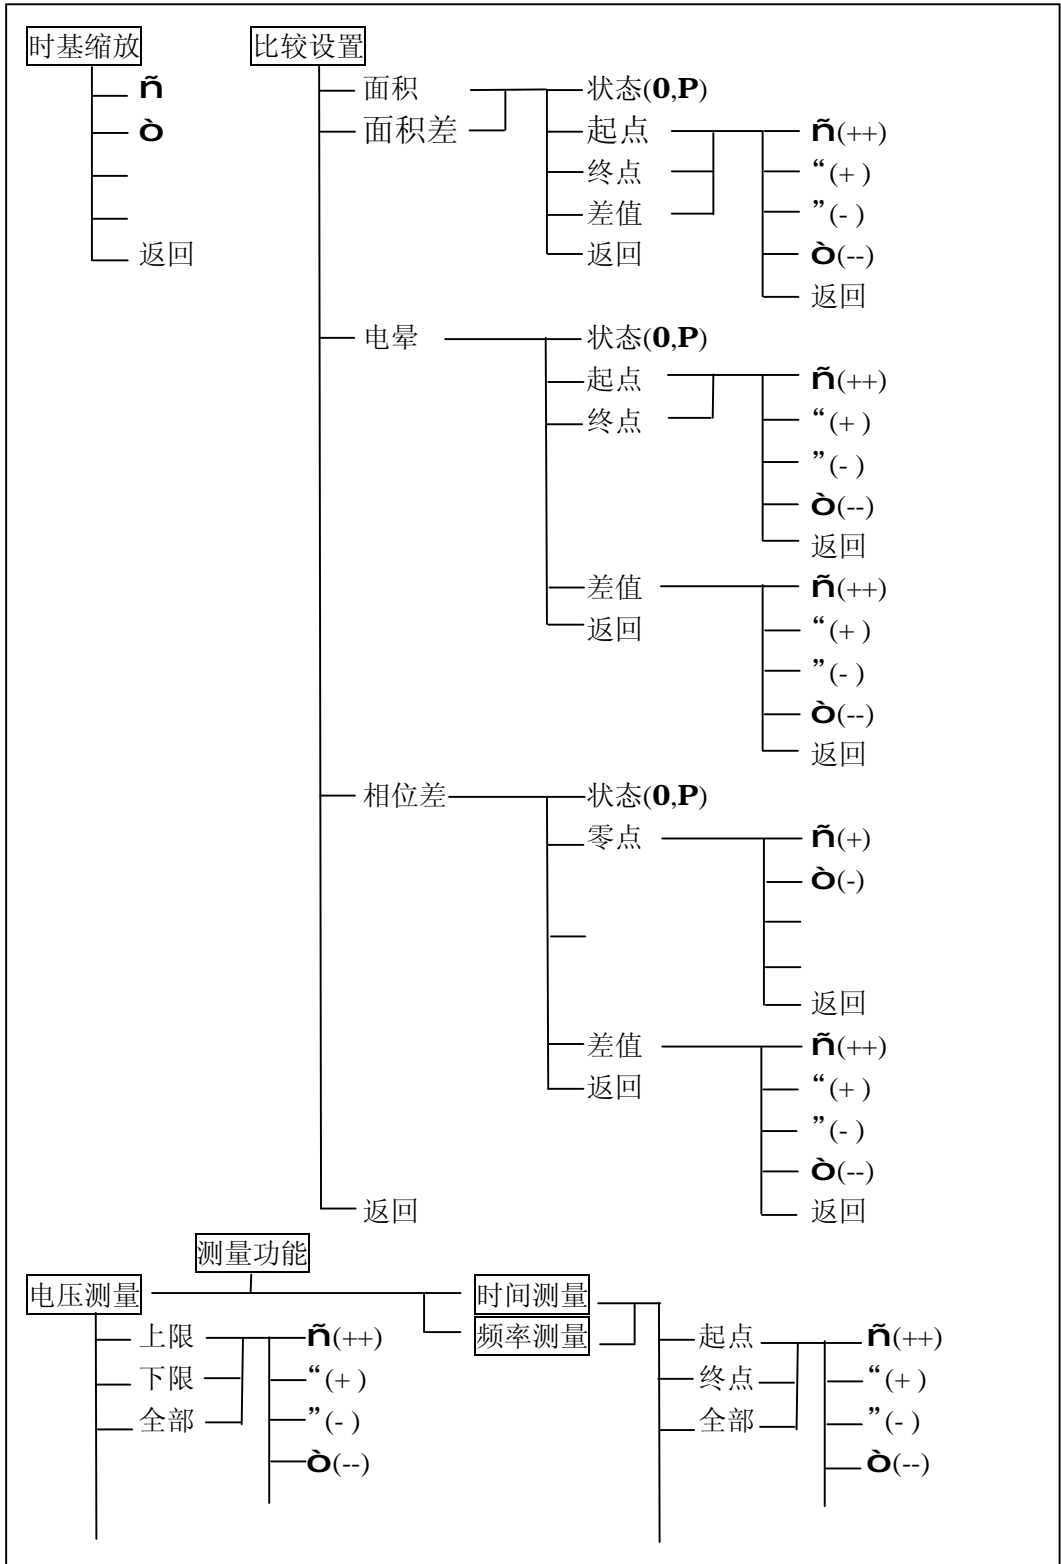 时基缩放 比较设置
ñ 面积 状态(0,P)
ò 面积差 起点 ñ(++)
终点 “(+ )
差值 ”(- )
返回 返回 ò(--)
返回
电晕 状态(0,P)
起点 ñ(++)
终点 “(+ )
”(- )
ò(--)
返回
差值 ñ(++)
返回 “(+ )
”(- )
ò(--)
返回
相位差 状态(0,P)
零点 ñ(+)
ò(-)
返回
差值 ñ(++)
返回 “(+ )
”(- )
ò(--)
返回 返回
测量功能
电压测量 时间测量
上限 ñ(++) 频率测量 起点 ñ(++)
下限 “(+ ) 终点 “(+ )
全部 ”(- ) 全部 ”(- )
ò(--) ò(--)